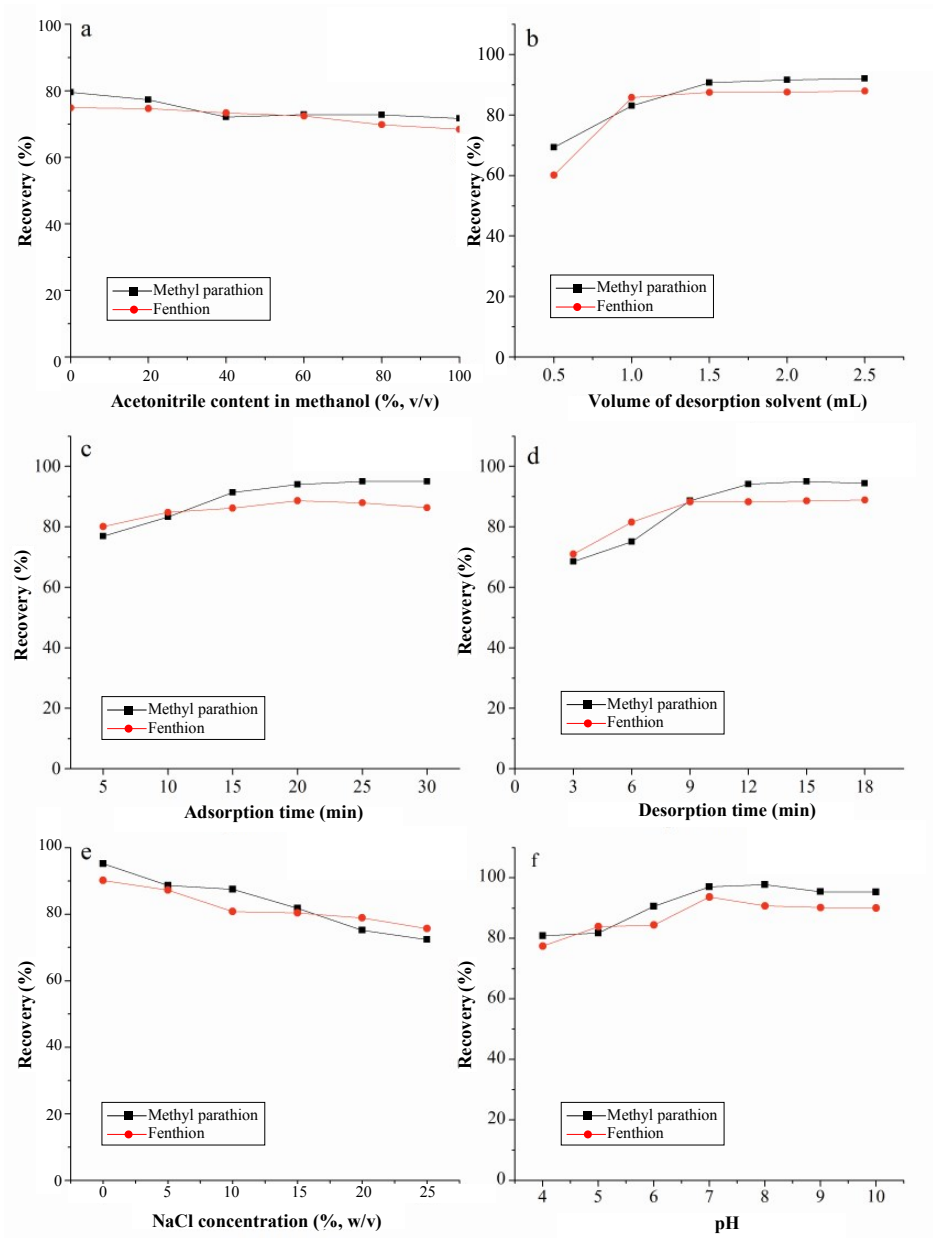 a
100
80
60
40
20
0
Recovery (%)
Methyl parathion
Fenthion
0 20 40 60 80 100
Acetonitrile content in methanol (%, v/v)
b
100
80
60
40
20
0
Recovery (%)
Methyl parathion
Fenthion
0.5 1.0 1.5 2.0 2.5
Volume of desorption solvent (mL)
c
100
80
60
40
20
0
Recovery (%)
Methyl parathion
Fenthion
5 10 15 20 25 30
Adsorption time (min)
d
100
80
60
40
20
0
Recovery (%)
Methyl parathion
Fenthion
0 3 6 9 12 15 18
Desorption time (min)
e
100
80
60
40
20
0
Recovery (%)
Methyl parathion
Fenthion
0 5 10 15 20 25
NaCl concentration (%, w/v)
f
100
80
60
40
20
0
Recovery (%)
Methyl parathion
Fenthion
4 5 6 7 8 9 10
pH